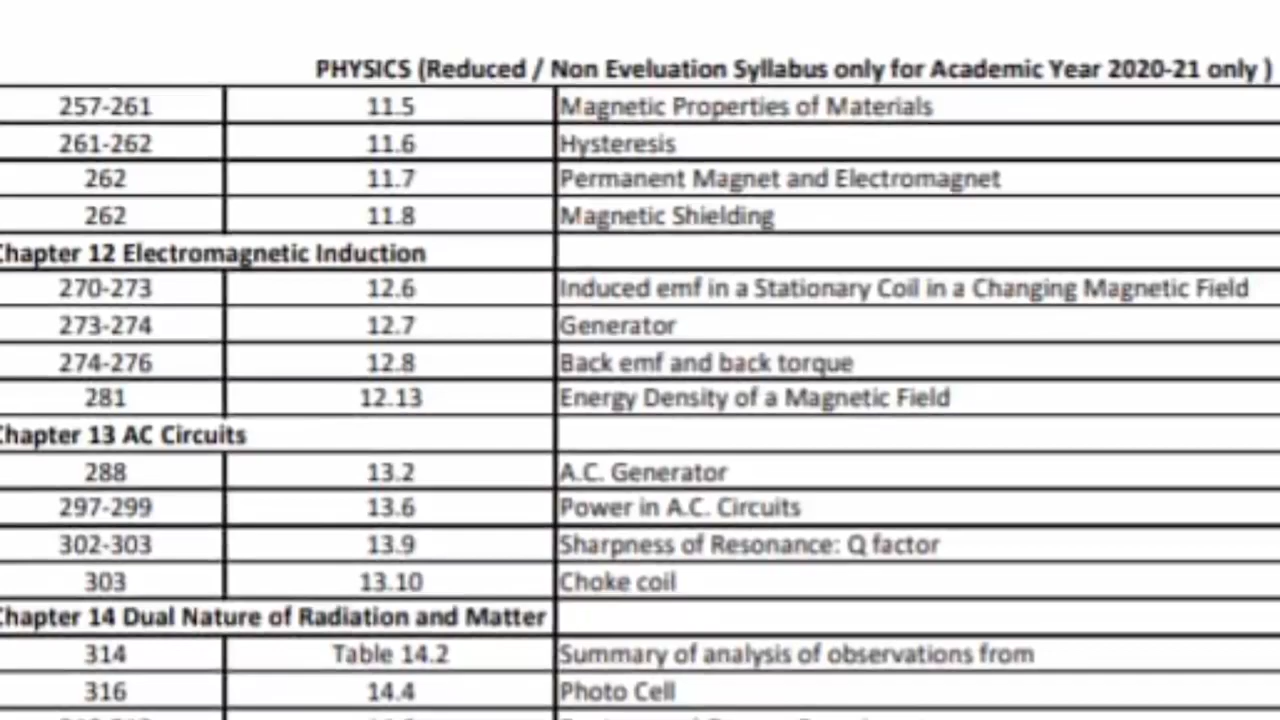 PHYSICS (Reduced / Non Eveluation Syllabus only for Academic Year 2020-21 only )
257-261 11.5 Magnetic Properties of Materials
261-262 11.6 Hysteresis
262 11.7 Permanent Magnet and Electromagnet
262 11.8 Magnetic Shielding
Chapter 12 Electromagnetic Induction
270-273 12.6 Induced emf in a Stationary Coil in a Changing Magnetic Field
273-274 12.7 Generator
274-276 12.8 Back emf and back torque
281 12.13 Energy Density of a Magnetic Field
Chapter 13 AC Circuits
288 13.2 A.C. Generator
297-299 13.6 Power in A.C. Circuits
302-303 13.9 Sharpness of Resonance: Q factor
303 13.10 Choke coil
Chapter 14 Dual Nature of Radiation and Matter
314 Table 14.2 Summary of analysis of observations from
316 14.4 Photo Cell